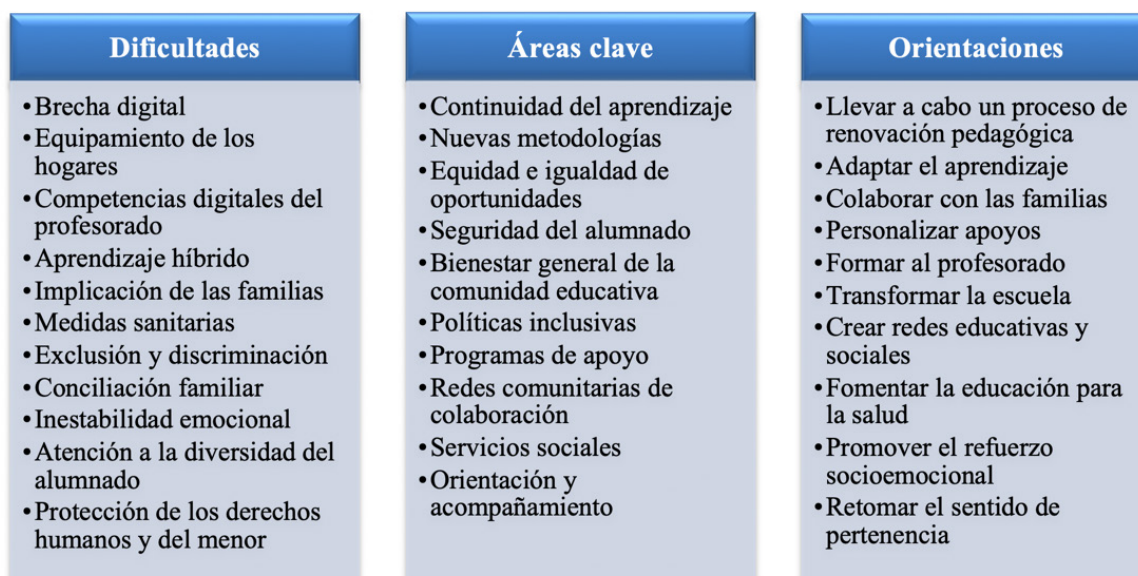 Dificultades
• Brecha digital
• Equipamiento de los
hogares
• Competencias digitales del
profesorado
• Aprendizaje híbrido
• Implicación de las familias
• Medidas sanitarias
• Exclusión y discriminación
• Conciliación familiar
• Inestabilidad emocional
• Atención a la diversidad del
alumnado
• Protección de los derechos
humanos y del menor
Áreas clave
• Continuidad del aprendizaje
• Nuevas metodologías
• Equidad e igualdad de
oportunidades
• Seguridad del alumnado
• Bienestar general de la
comunidad educativa
• Políticas inclusivas
• Programas de apoyo
• Redes comunitarias de
colaboración
• Servicios sociales
• Orientación y
acompañamiento
Orientaciones
• Llevar a cabo un proceso de
renovación pedagógica
• Adaptar el aprendizaje
• Colaborar con las familias
• Personalizar apoyos
• Formar al profesorado
• Transformar la escuela
• Crear redes educativas y
sociales
• Fomentar la educación para
la salud
• Promover el refuerzo
socioemocional
• Retomar el sentido de
pertenencia